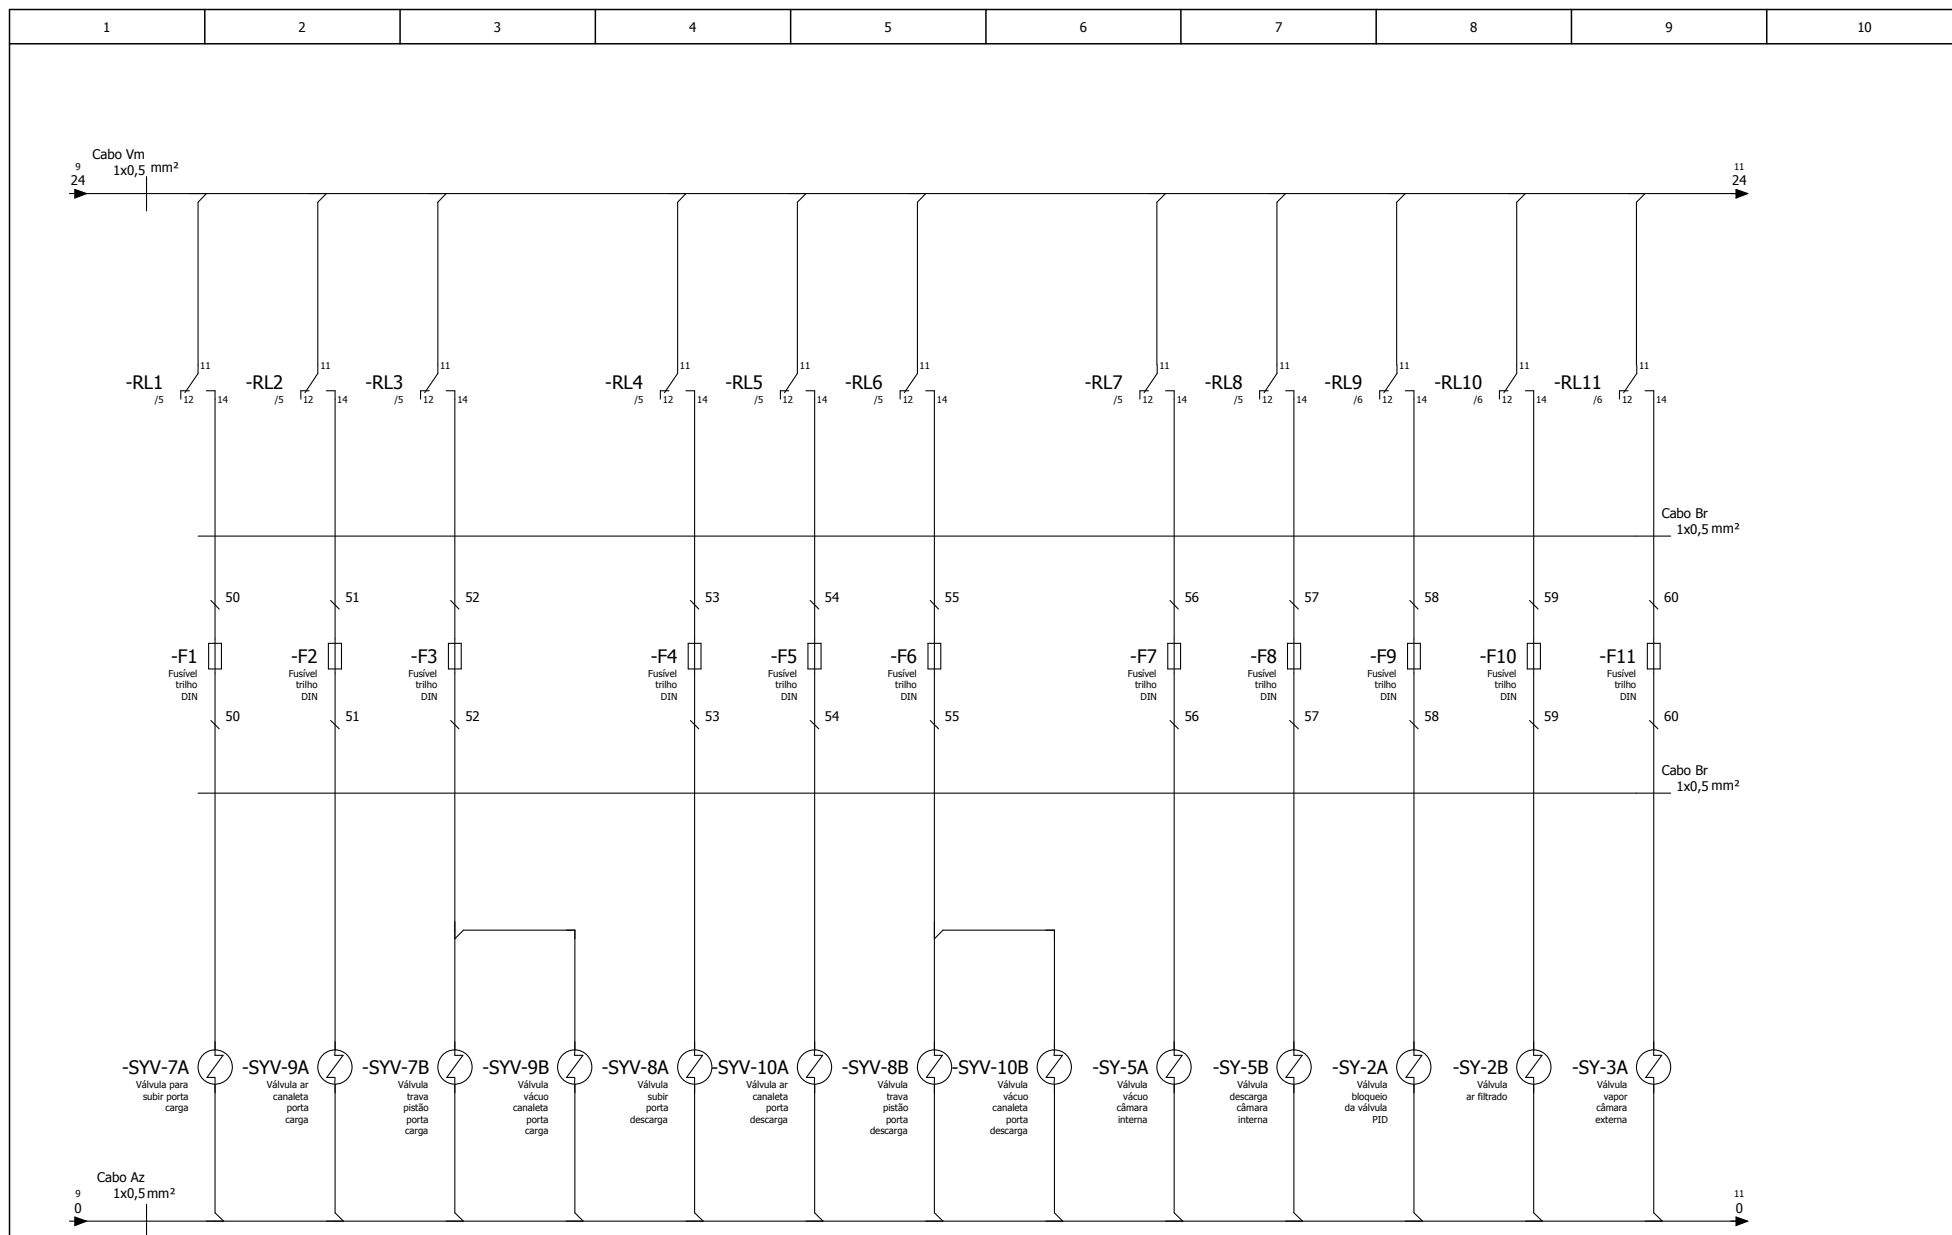 1 2 3 4 5 6 7 8 9 10
Cabo Vm
1x0,5 mm²
9
24
11
24
11 11 11 11 11 11 11 11 11 11 11
-RL1 -RL2 -RL3 -RL4 -RL5 -RL6 -RL7 -RL8 -RL9 -RL10 -RL11
/5 12 14 /5 12 14 /5 12 14 /5 12 14 /5 12 14 /5 12 14 /5 12 14 /5 12 14 /6 12 14 /6 12 14 /6 12 14
Cabo Br
1x0,5 mm²
50 51 52 53 54 55 56 57 58 59 60
-F1
Fusível
trilho
DIN
-F2
Fusível
trilho
DIN
-F3
Fusível
trilho
DIN
-F4
Fusível
trilho
DIN
-F5
Fusível
trilho
DIN
-F6
Fusível
trilho
DIN
-F7
Fusível
trilho
DIN
-F8
Fusível
trilho
DIN
-F9
Fusível
trilho
DIN
-F10
Fusível
trilho
DIN
-F11
Fusível
trilho
DIN
50 51 52 53 54 55 56 57 58 59 60
Cabo Br
1x0,5 mm²
-SYV-7A
Válvula para
subir porta
carga
-SYV-9A
Válvula ar
canaleta
porta
carga
-SYV-7B
Válvula
trava
pistão
porta
carga
-SYV-9B
Válvula
vácuo
canaleta
porta
carga
-SYV-8A
Válvula
subir
porta
descarga
-SYV-10A
Válvula ar
canaleta
porta
descarga
-SYV-8B
Válvula
trava
pistão
porta
descarga
-SYV-10B
Válvula
vácuo
canaleta
porta
descarga
-SY-5A
Válvula
vácuo
câmara
interna
-SY-5B
Válvula
descarga
câmara
interna
-SY-2A
Válvula
bloqueio
da válvula
PID
-SY-2B
Válvula
ar filtrado
-SY-3A
Válvula
vapor
câmara
externa
Cabo Az
1x0,5 mm²
9
0
11
0